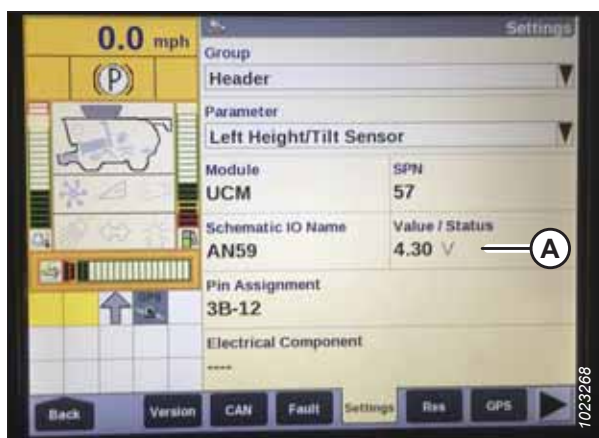 0.0 mph
(P)
Settings
Group
Header
Parameter
Left Height/Tilt Sensor
Module
UCM
SPN
57
Schematic IO Name
AN59
Value / Status
4.30 V
A
Pin Assignment
3B-12
Electrical Component
----
Back
Version
CAN
Fault
Settings
Res
GPS
1023268